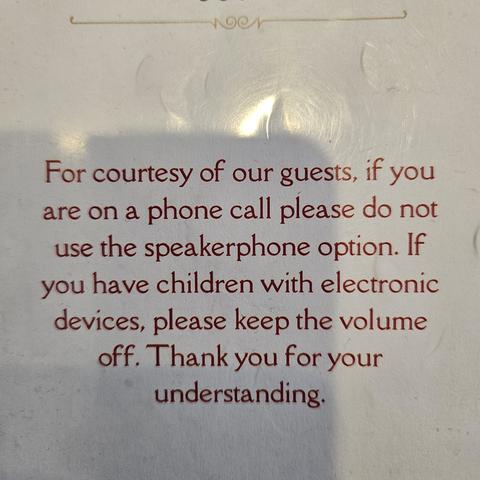 For courtesy of our guests, if you
are on a phone call please do not
use the speakerphone option. If
you have children with electronic
devices, please keep the volume
off. Thank you for your
understanding.